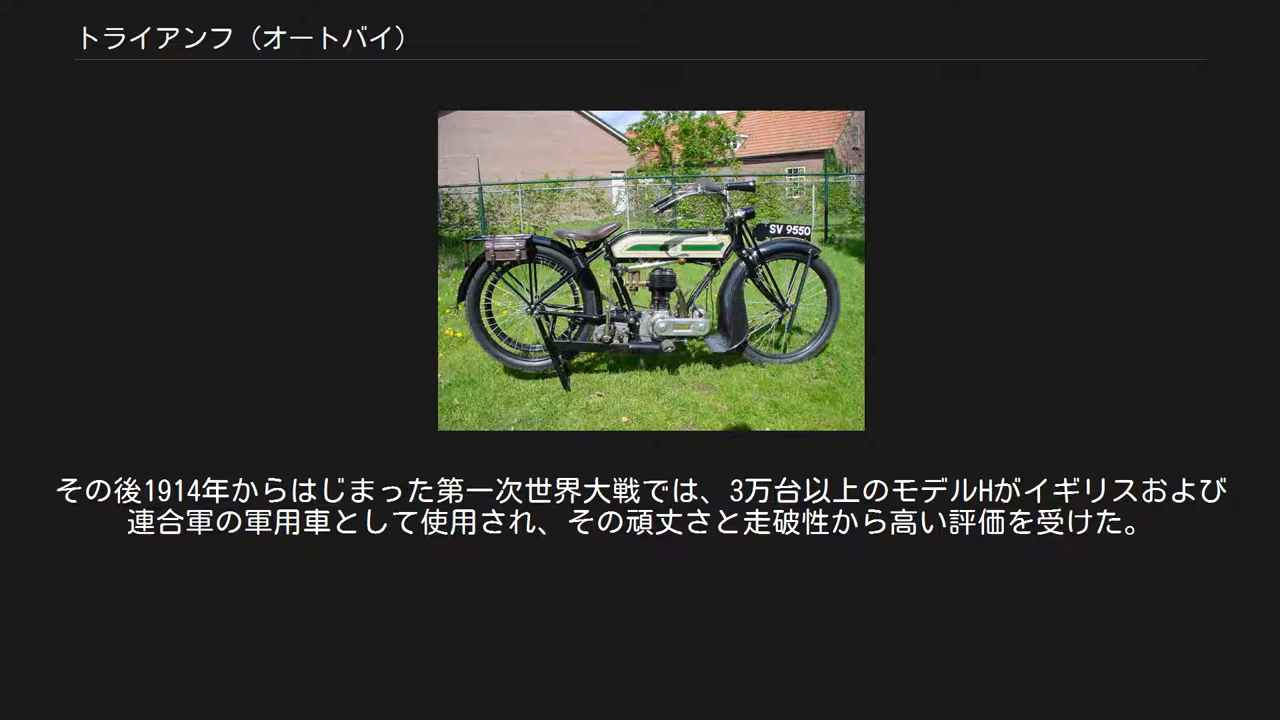 トライアンフ（オートバイ）
SV 9550
その後1914年からはじまった第一次世界大戦では、3万台以上のモデルHがイギリスおよび
連合軍の軍用車として使用され、その頑丈さと走破性から高い評価を受けた。